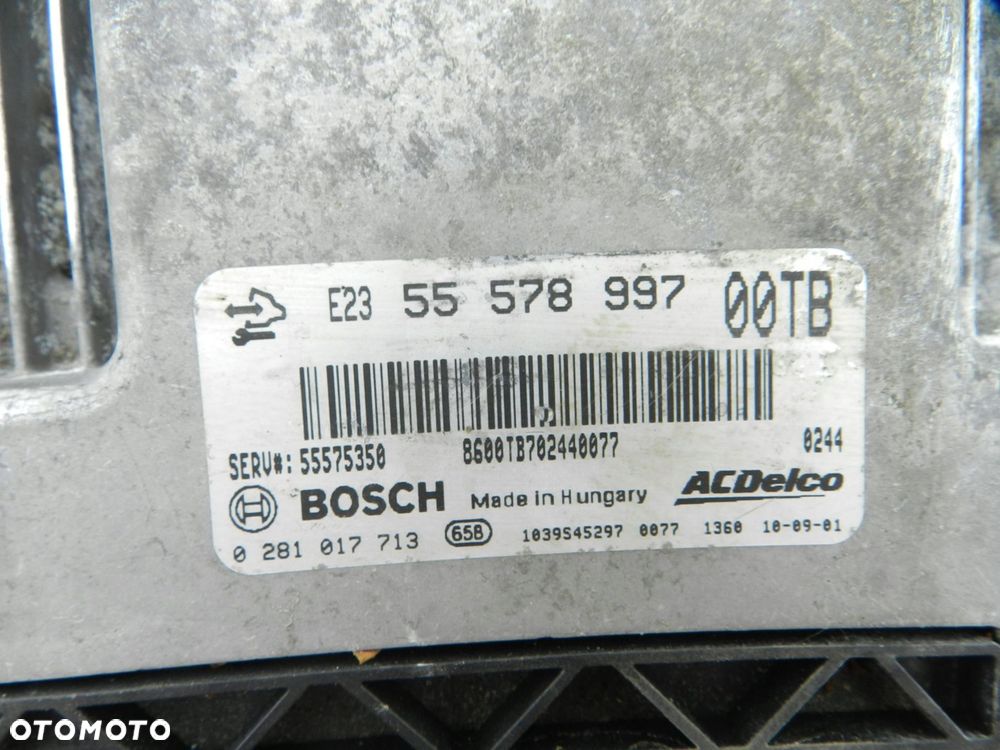 E23 55 578 997 00TB
SERV#: 55575350 8600TB702440077 0244
BOSCH Made in Hungary ACDelco
0 281 017 713 65B 1039S45297 0077 1360 10-09-01
OTOMOTO